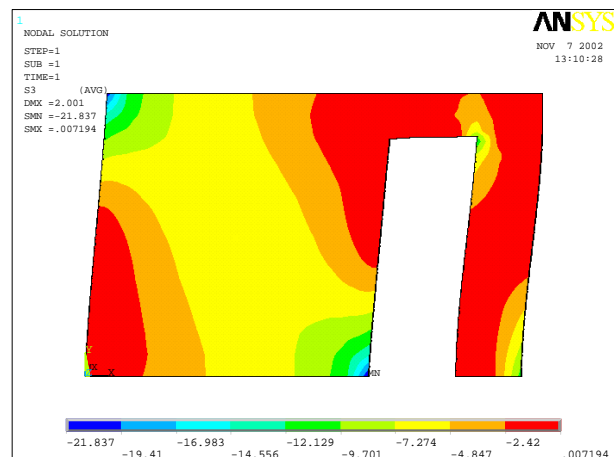 1
ANSYS
NODAL SOLUTION
NOV 7 2002
13:10:28
STEP=1
SUB =1
TIME=1
S3 (AVG)
DMX =2.001
SMN =-21.837
SMX =.007194
Y
X
MN
-21.837 -16.983 -12.129 -7.274 -2.42
-19.41 -14.556 -9.701 -4.847 .007194